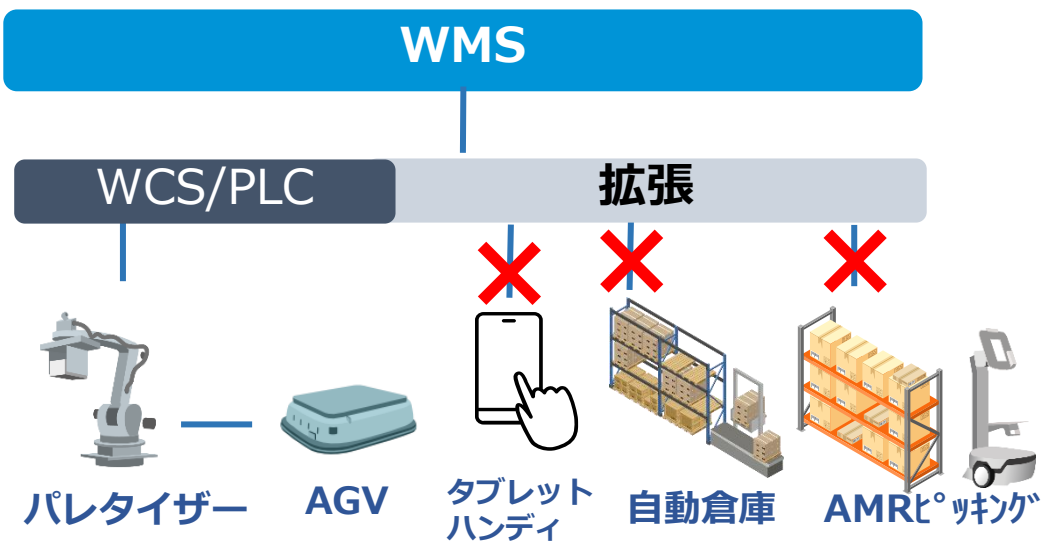 WMS
WCS/PLC
拡張
パレタイザー
AGV
タブレット
ハンディ
自動倉庫
AMRﾋﾟｯｷﾝｸﾞ